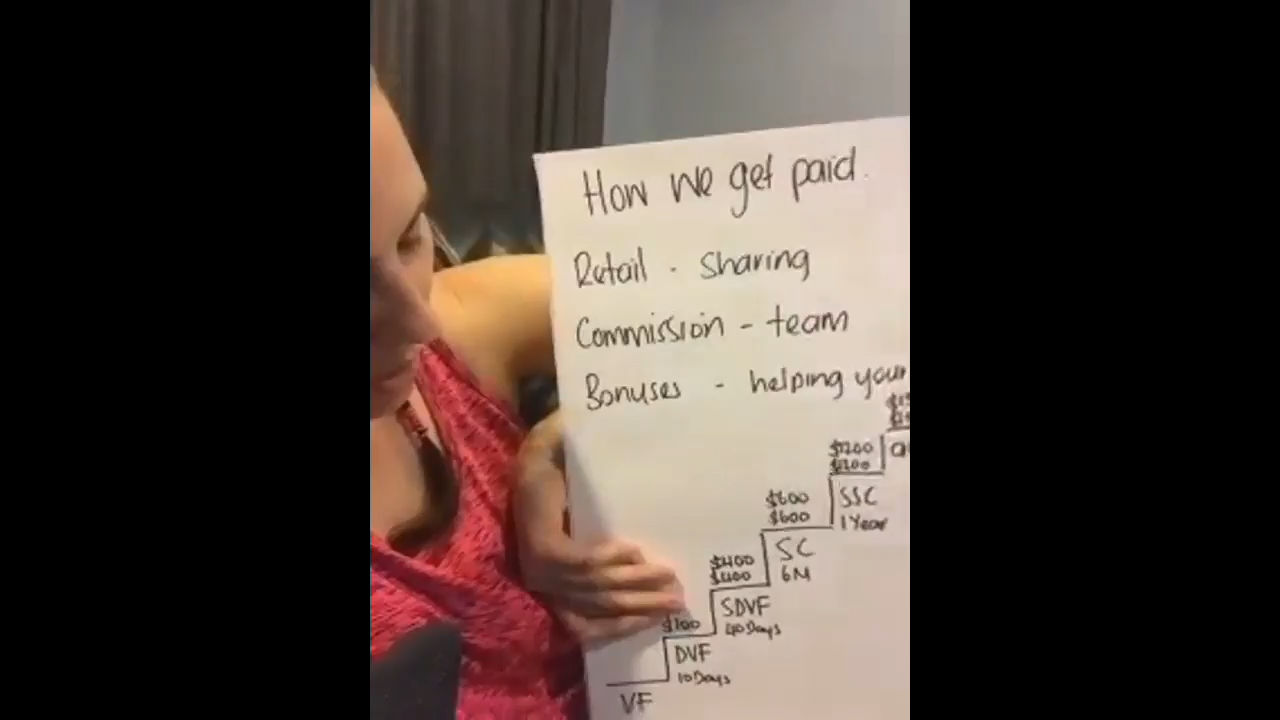 How we get paid.
Retail - sharing
Commission - team
Bonuses - helping your
$1200
$1200
SSC
1 Year
$600
$600
SC
6M
$400
$400
SDVF
40 Days
$100
DVF
10 Days
VF